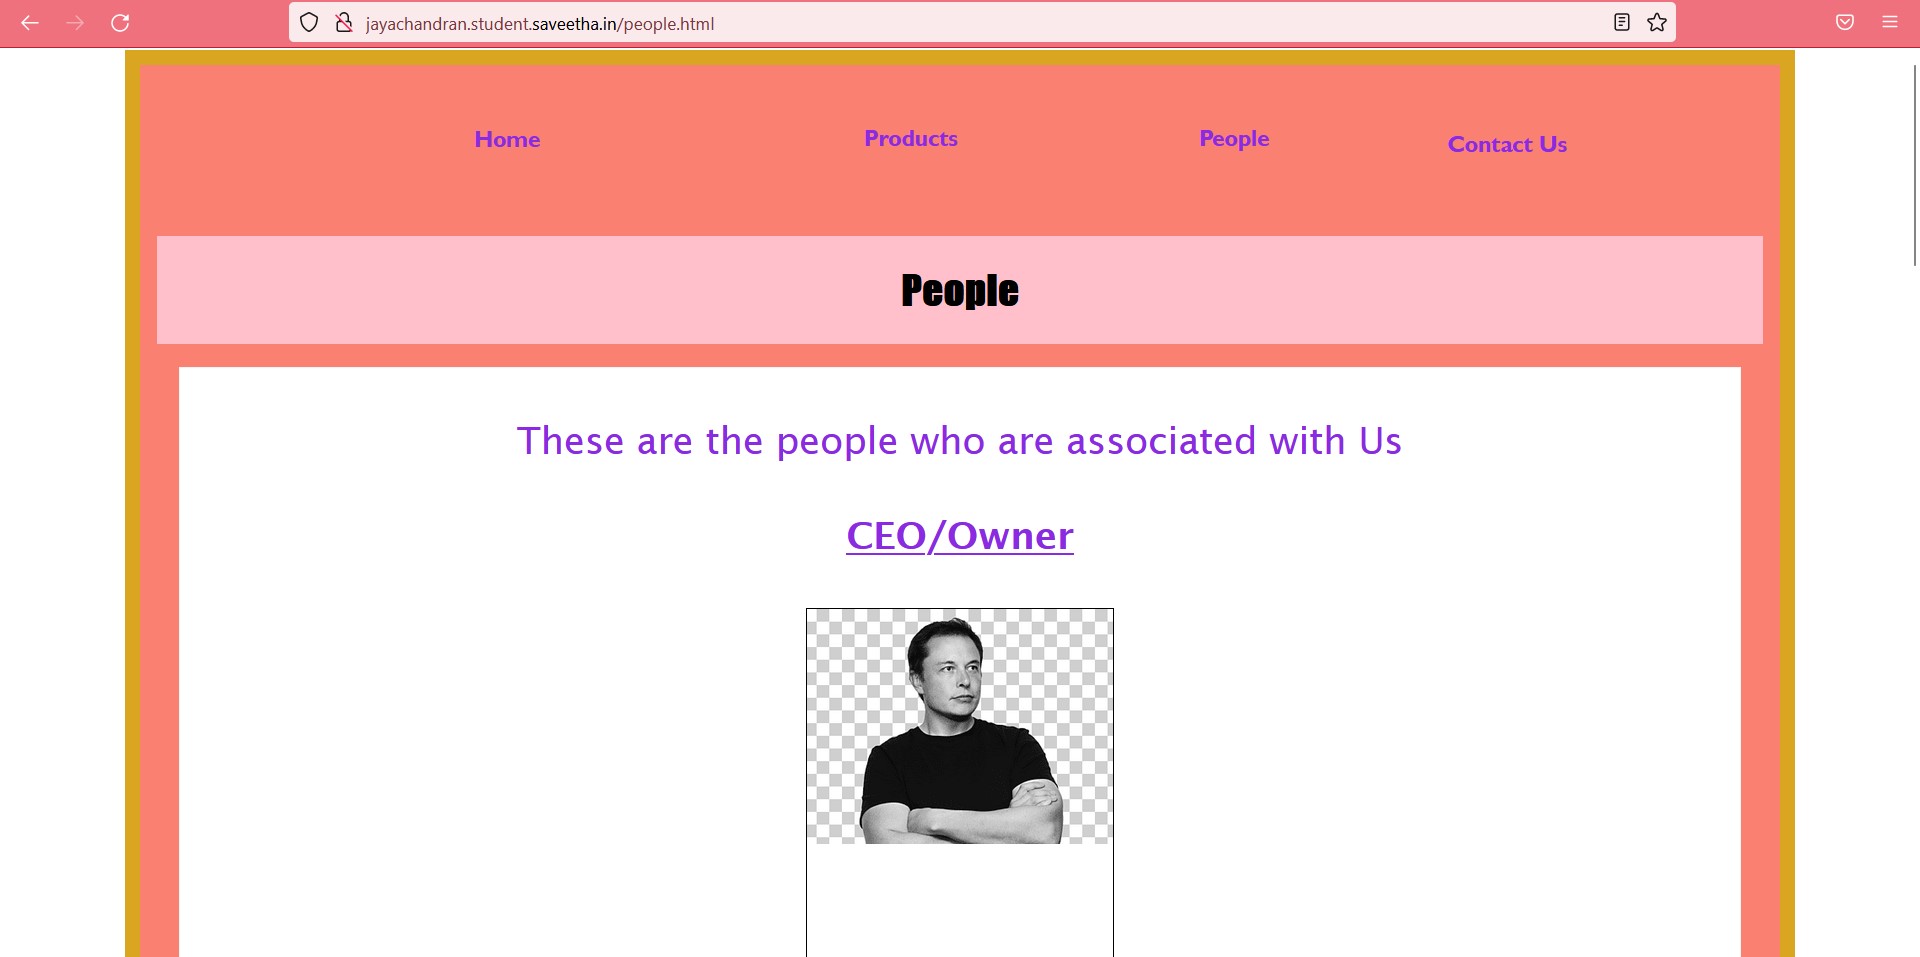 jayachandran.student.saveetha.in/people.html
Home Products People Contact Us
People
These are the people who are associated with Us
CEO/Owner